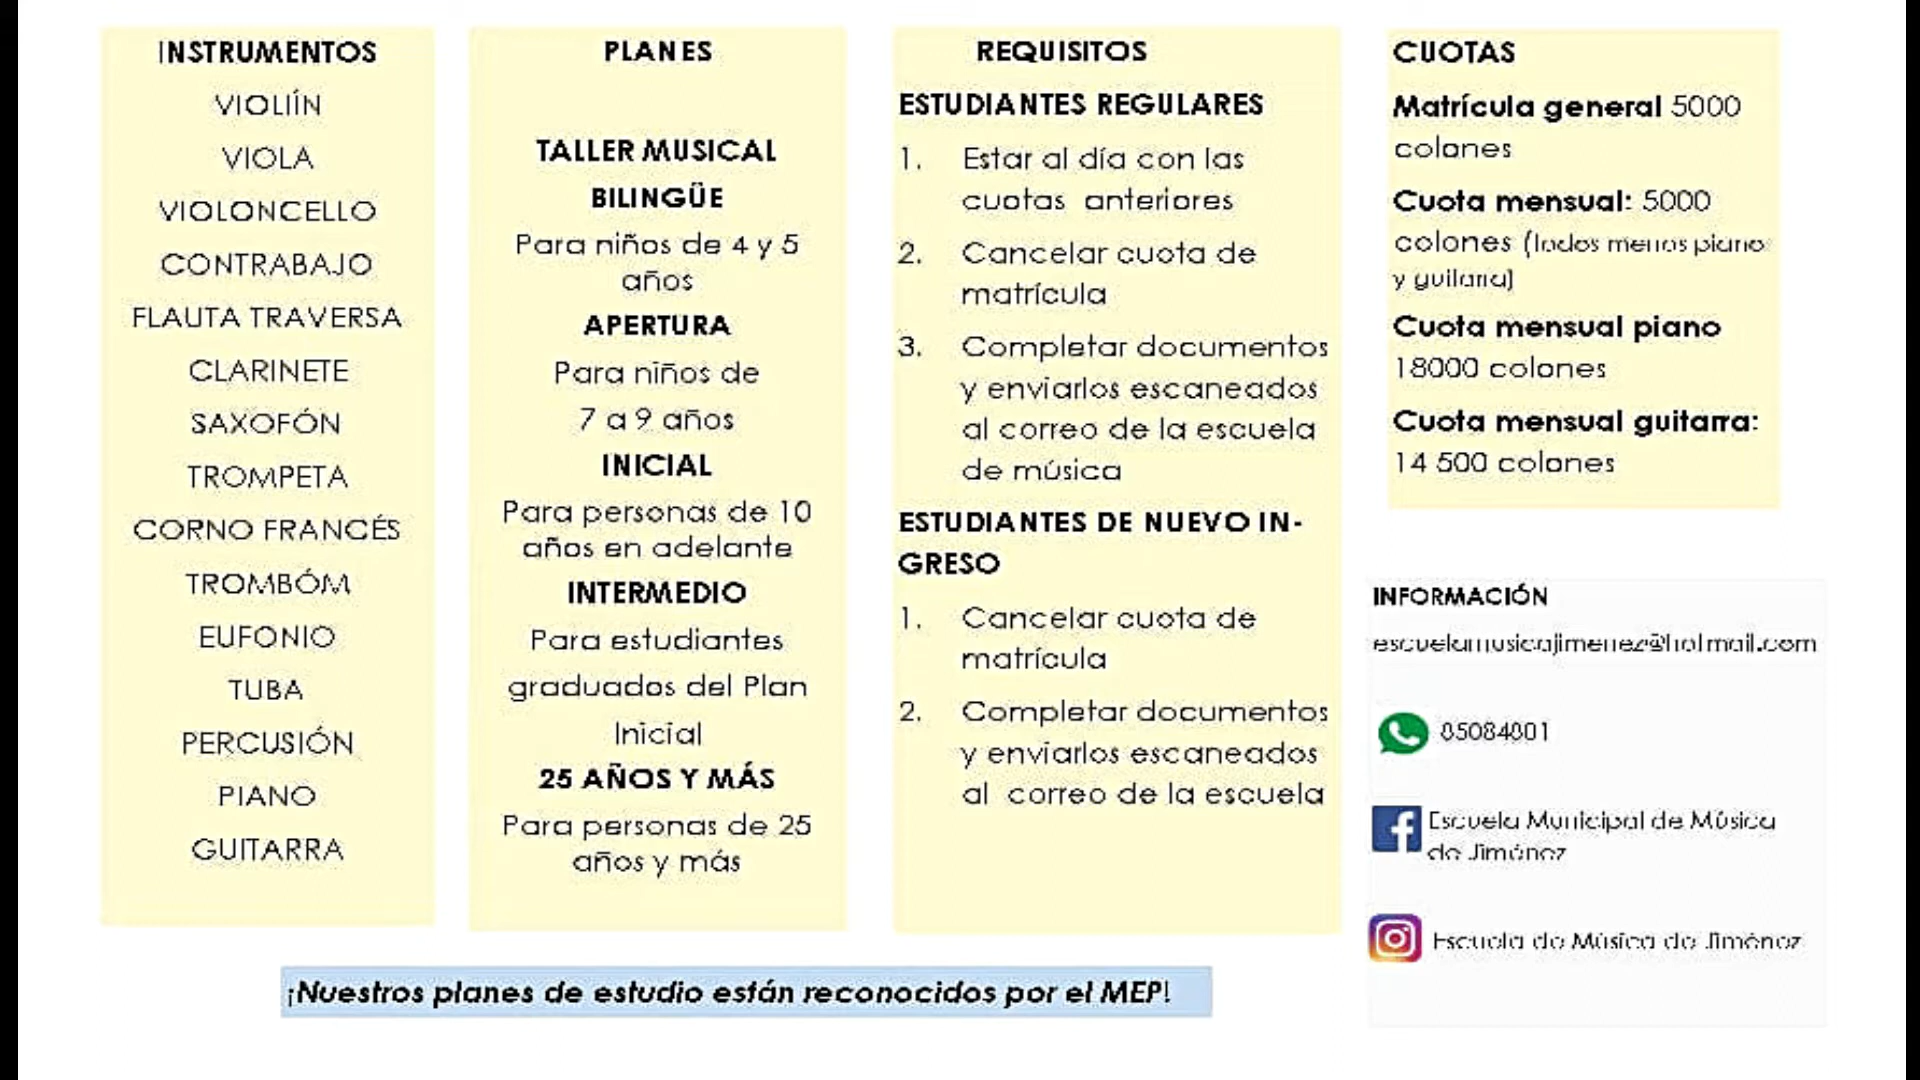 INSTRUMENTOS
VIOLIÍN
VIOLA
VIOLONCELLO
CONTRABAJO
FLAUTA TRAVERSA
CLARINETE
SAXOFÓN
TROMPETA
CORNO FRANCÉS
TROMBÓM
EUFONIO
TUBA
PERCUSIÓN
PIANO
GUITARRA
PLANES
TALLER MUSICAL
BILINGÜE
Para niños de 4 y 5
años
APERTURA
Para niños de
7 a 9 años
INICIAL
Para personas de 10
años en adelante
INTERMEDIO
Para estudiantes
graduados del Plan
Inicial
25 AÑOS Y MÁS
Para personas de 25
años y más
REQUISITOS
ESTUDIANTES REGULARES
1. Estar al día con las
cuotas anteriores
2. Cancelar cuota de
matrícula
3. Completar documentos
y enviarlos escaneados
al correo de la escuela
de música
ESTUDIANTES DE NUEVO IN-
GRESO
1. Cancelar cuota de
matrícula
2. Completar documentos
y enviarlos escaneados
al correo de la escuela
CUOTAS
Matrícula general 5000
colones
Cuota mensual: 5000
colones (todos menos piano
y guitarra)
Cuota mensual piano
18000 colones
Cuota mensual guitarra:
14 500 colones
INFORMACIÓN
escuelamusicajimenez@hotmail.com
Escuela Municipal de Música
de Jiménez
Escuela de Música de Jiménez
¡Nuestros planes de estudio están reconocidos por el MEP!